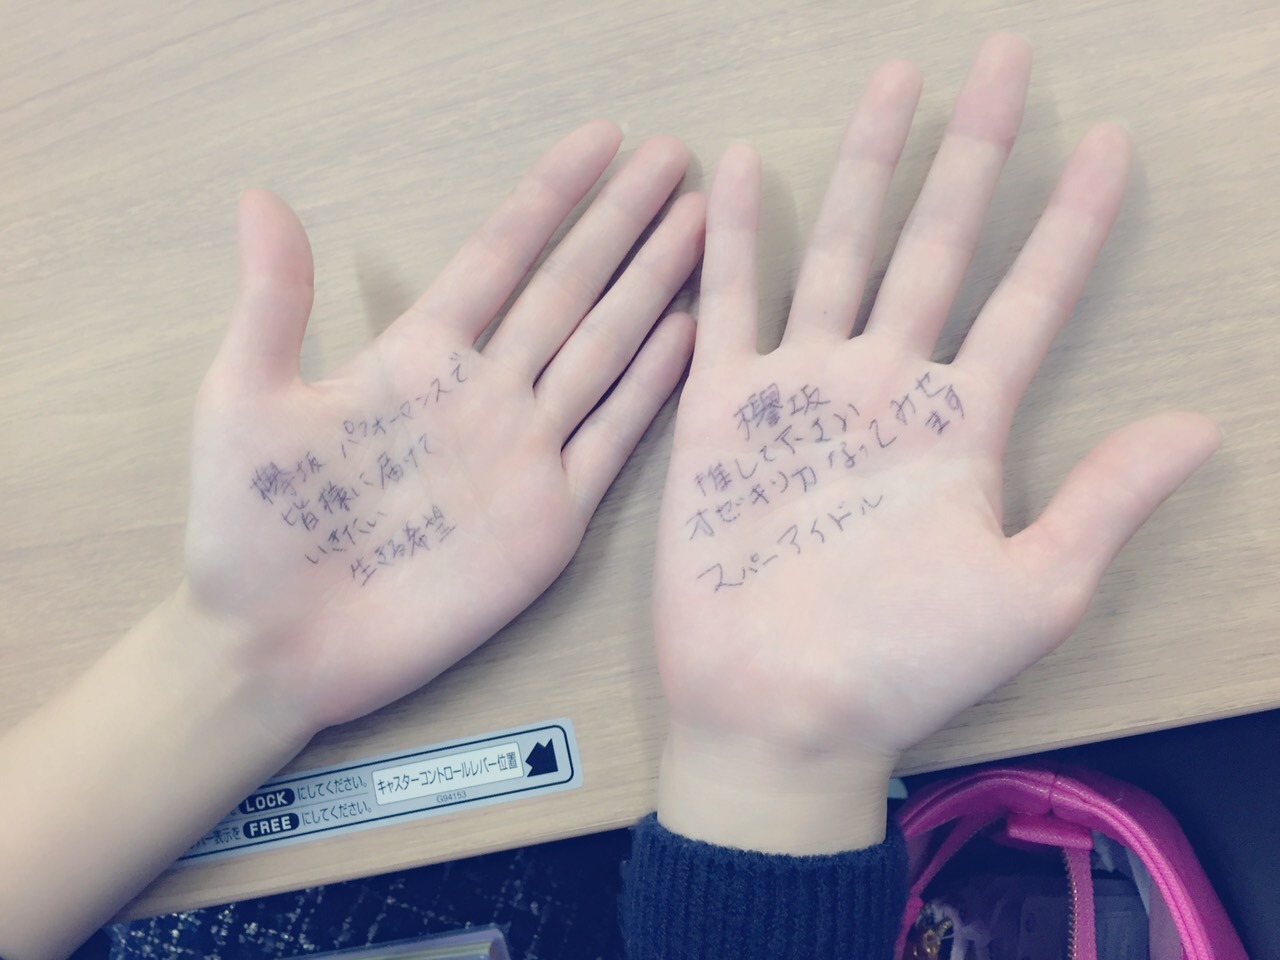 欅坂 パフォーマンスで
皆様に届けて
いきたい
生きる希望
欅坂
推して下さい
オゼキリ刀 なってみせ
ます
スパーアイドル
LOCK にしてください。
表示を FREE にしてください。
キャスターコントロールレバー位置
G94153